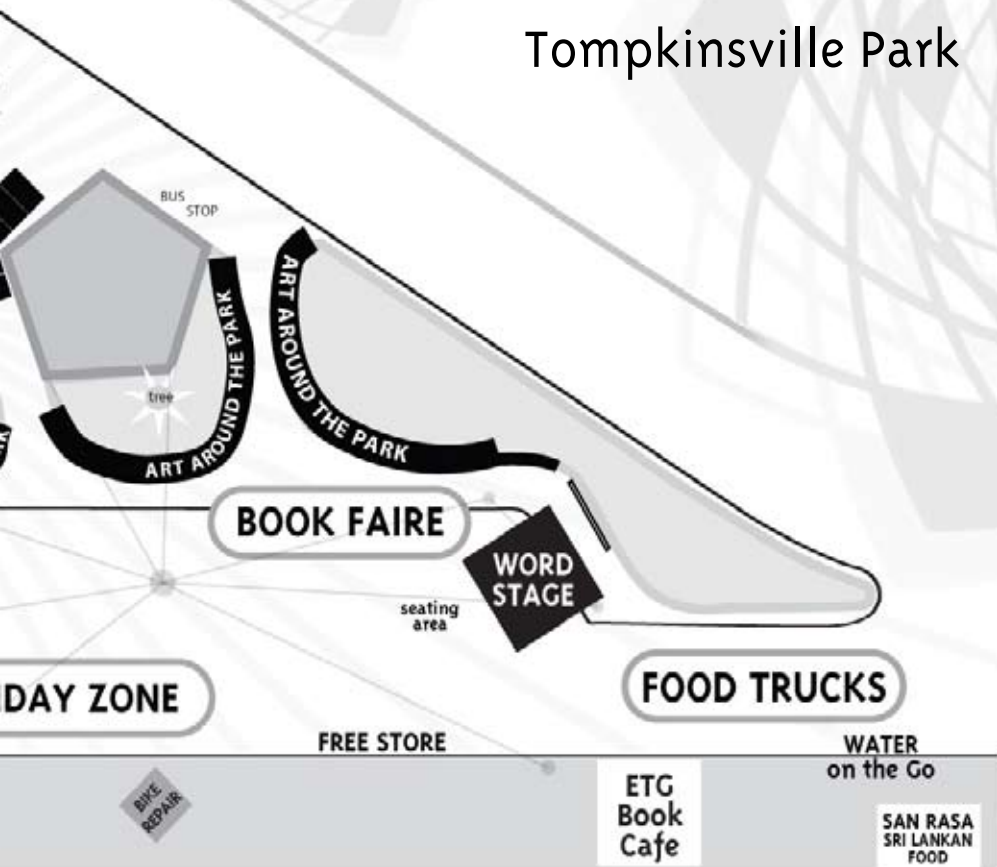 Tompkinsville Park
BUS
STOP
ART AROUND THE PARK
ART AROUND THE PARK
tree
BOOK FAIRE
WORD
STAGE
seating
area
ZONE
FOOD TRUCKS
FREE STORE
WATER
on the Go
BIKE
REPAIR
ETG
Book
Cafe
SAN RASA
SRI LANKAN
FOOD